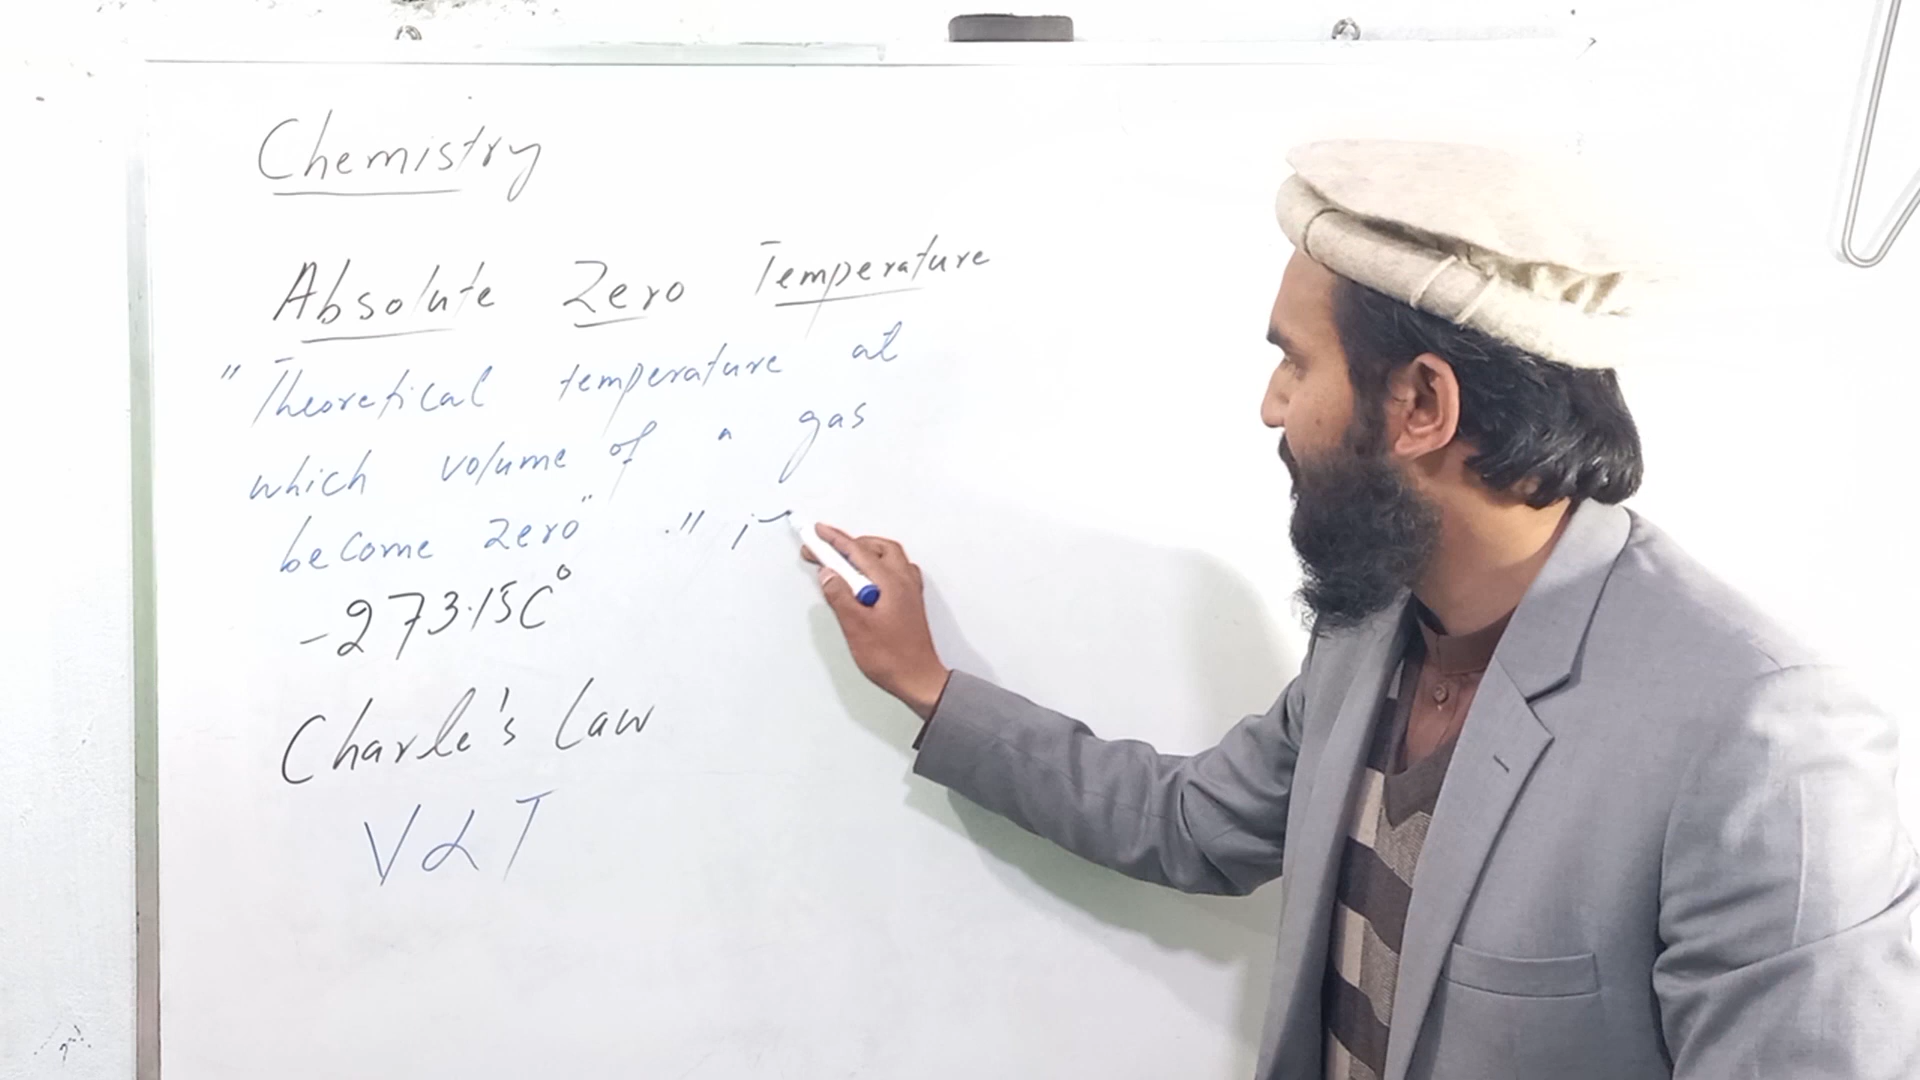 Chemistry
Absolute Zero Temperature
"Theoretical temperature at
which volume of a gas
become zero" "i
-273.15C°
Charle's Law
V α T